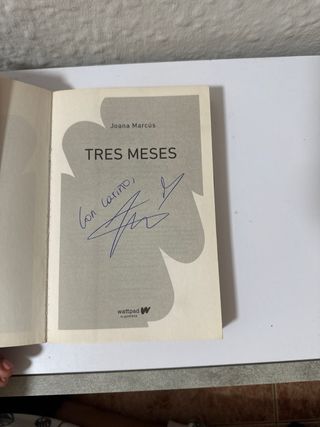 Joana Marcús
TRES MESES
Con cariño,
wattpad